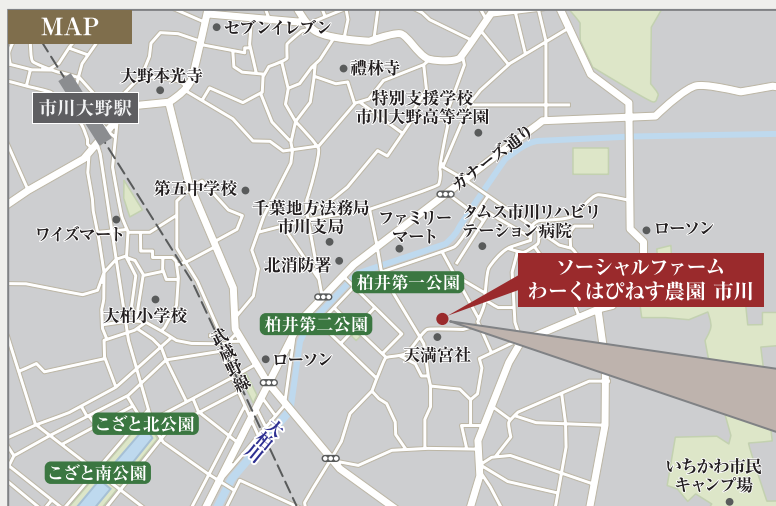 MAP
セブンイレブン
大野本光寺
禮林寺
市川大野駅
特別支援学校
市川大野高等学園
ガナーズ通り
第五中学校
千葉地方法務局
市川支局
ファミリー
マート
タムス市川リハビリ
テーション病院
ローソン
ワイズマート
北消防署
ソーシャルファーム
わーくはぴねす農園 市川
柏井第一公園
大柏小学校
柏井第二公園
武蔵野線
ローソン
天満宮社
こざと北公園
大柏川
こざと南公園
いちかわ市民
キャンプ場